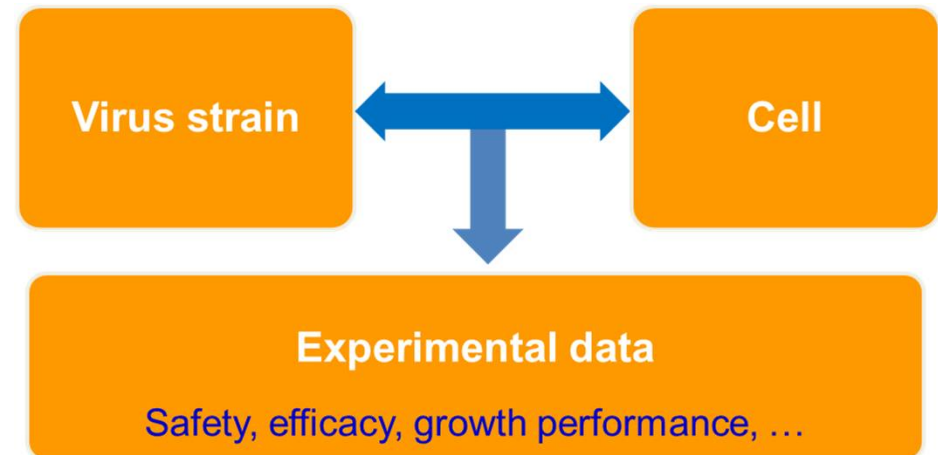 Virus strain
Cell
Experimental data
Safety, efficacy, growth performance, …